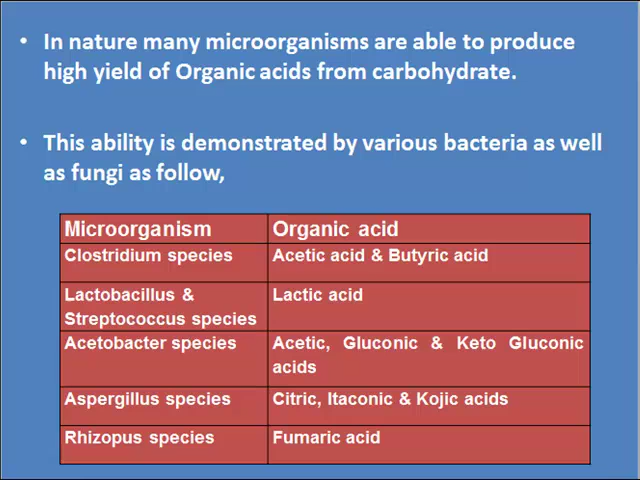 • In nature many microorganisms are able to produce
high yield of Organic acids from carbohydrate.
• This ability is demonstrated by various bacteria as well
as fungi as follow,
Microorganism Organic acid
Clostridium species Acetic acid & Butyric acid
Lactobacillus & Lactic acid
Streptococcus species
Acetobacter species Acetic, Gluconic & Keto Gluconic
acids
Aspergillus species Citric, Itaconic & Kojic acids
Rhizopus species Fumaric acid